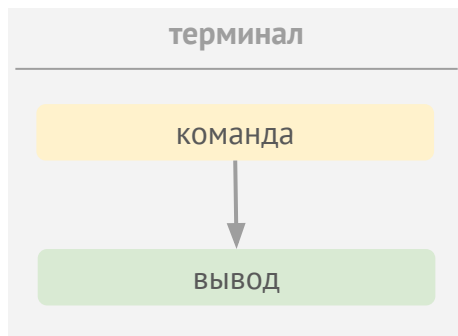 терминал
команда
вывод